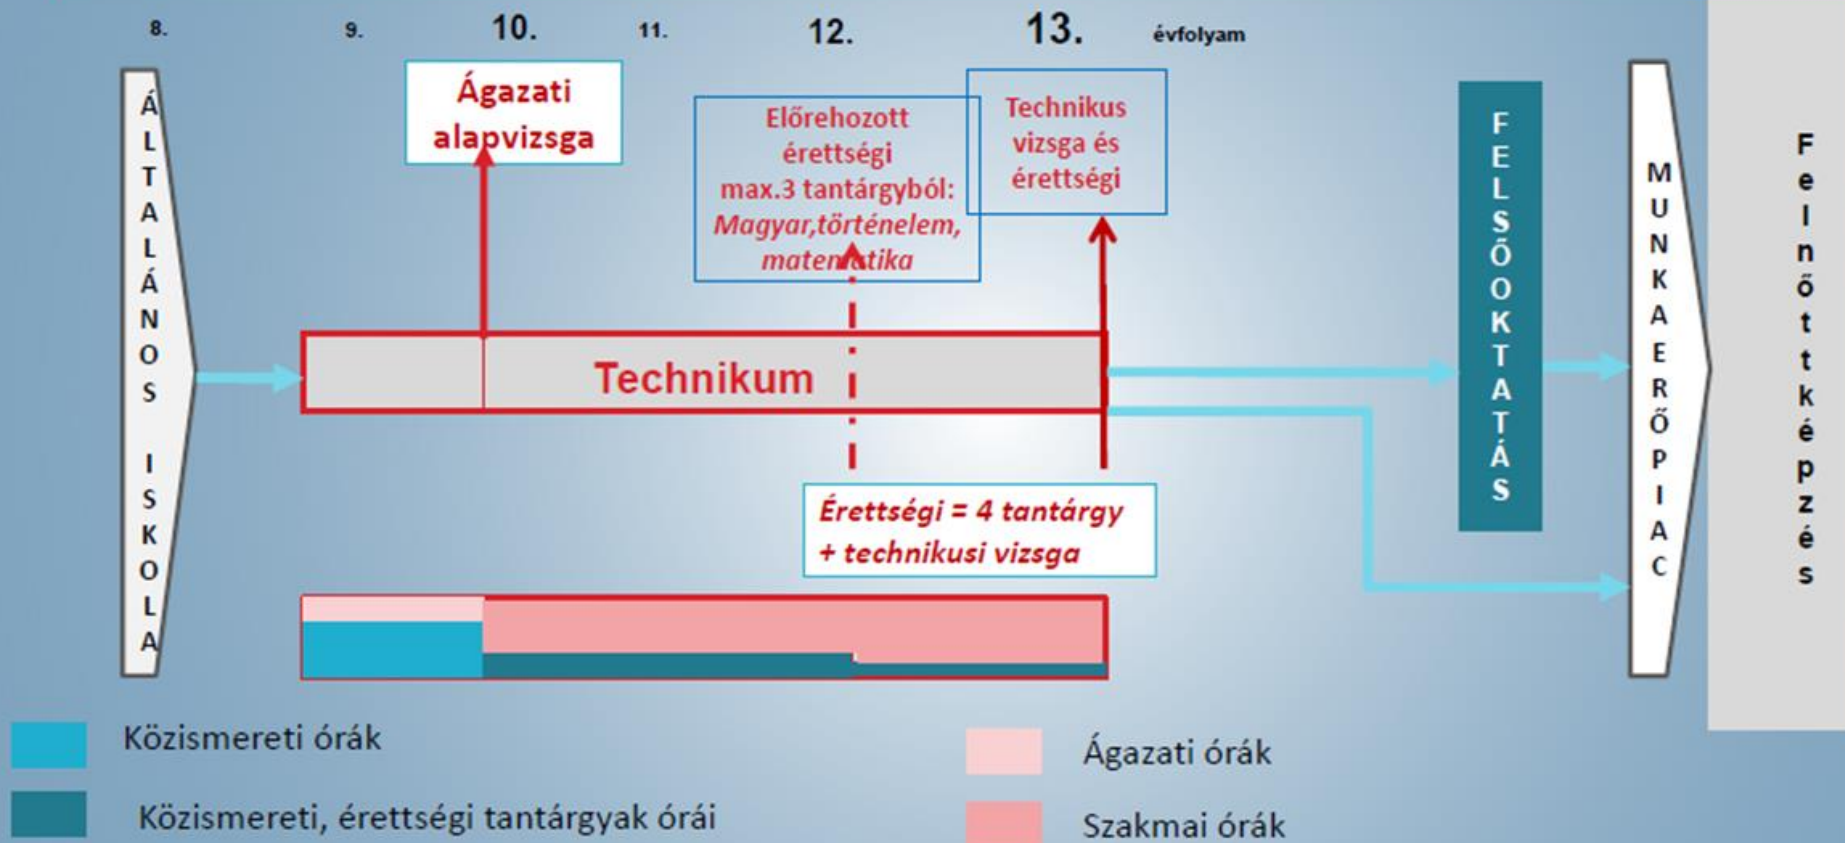 8.
9.
10.
11.
12.
13.
évfolyam
ÁLTALÁNOS ISKOLA
Ágazati
alapvizsga
Előrehozott
érettségi
max.3 tantárgyból:
Magyar,történelem,
matematika
Technikus
vizsga és
érettségi
Technikum
Érettségi = 4 tantárgy
+ technikusi vizsga
FELSŐOKTATÁS
MUNKAERŐPIAC
Felnőttképzés
Közismereti órák
Közismereti, érettségi tantárgyak órái
Ágazati órák
Szakmai órák